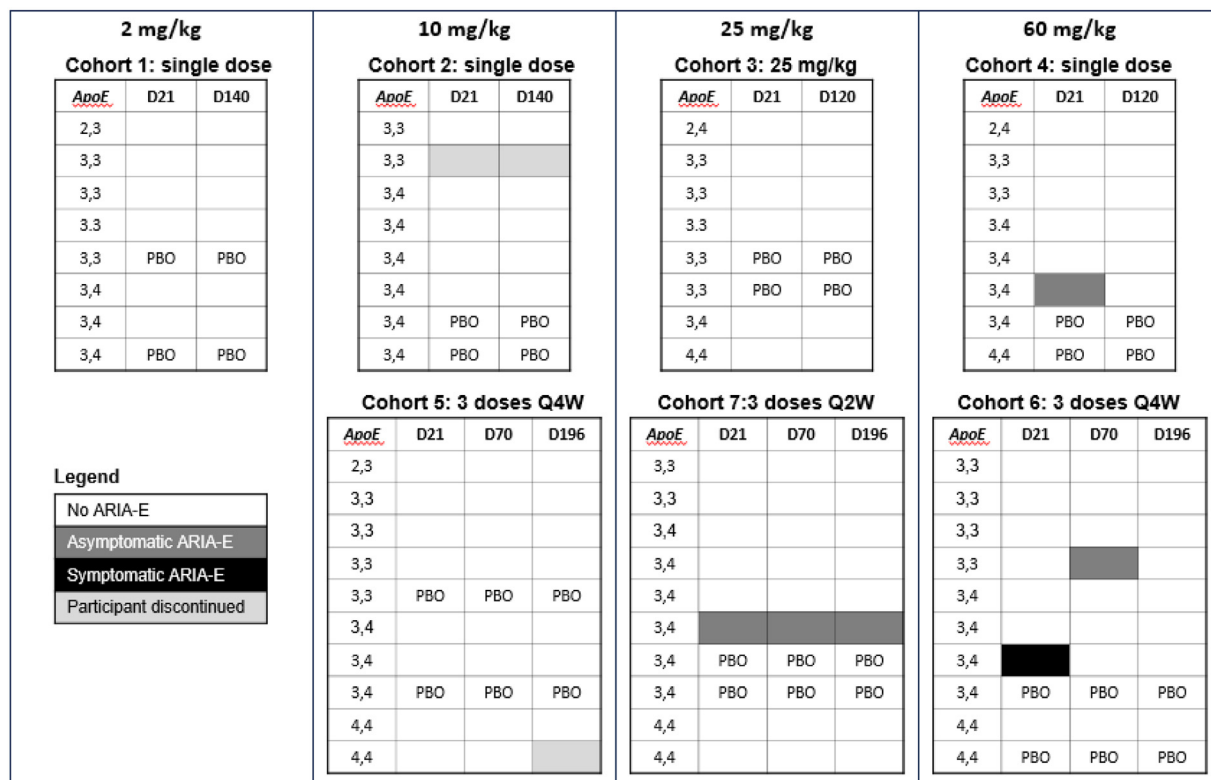 2 mg/kg
Cohort 1: single dose
ApoE D21 D140
2,3
3,3
3,3
3.3
3,3 PBO PBO
3,4
3,4
3,4 PBO PBO
Legend
No ARIA-E
Asymptomatic ARIA-E
Symptomatic ARIA-E
Participant discontinued
10 mg/kg
Cohort 2: single dose
ApoE D21 D140
3,3
3,3
3,4
3,4
3,4
3,4
3,4 PBO PBO
3,4 PBO PBO
Cohort 5: 3 doses Q4W
ApoE D21 D70 D196
2,3
3,3
3,3
3,3
3,3 PBO PBO PBO
3,4
3,4
3,4 PBO PBO PBO
4,4
4,4
25 mg/kg
Cohort 3: 25 mg/kg
ApoE D21 D120
2,4
3,3
3,3
3.3
3,3 PBO PBO
3,3 PBO PBO
3,4
4,4
Cohort 7:3 doses Q2W
ApoE D21 D70 D196
3,3
3,3
3,4
3,4
3,4
3,4
3,4 PBO PBO PBO
3,4 PBO PBO PBO
4,4
4,4
60 mg/kg
Cohort 4: single dose
ApoE D21 D120
2,4
3,3
3,3
3.4
3,4
3,4
3,4 PBO PBO
4,4 PBO PBO
Cohort 6: 3 doses Q4W
ApoE D21 D70 D196
3,3
3,3
3,3
3,3
3,4
3,4
3,4
3,4 PBO PBO PBO
4,4
4,4 PBO PBO PBO